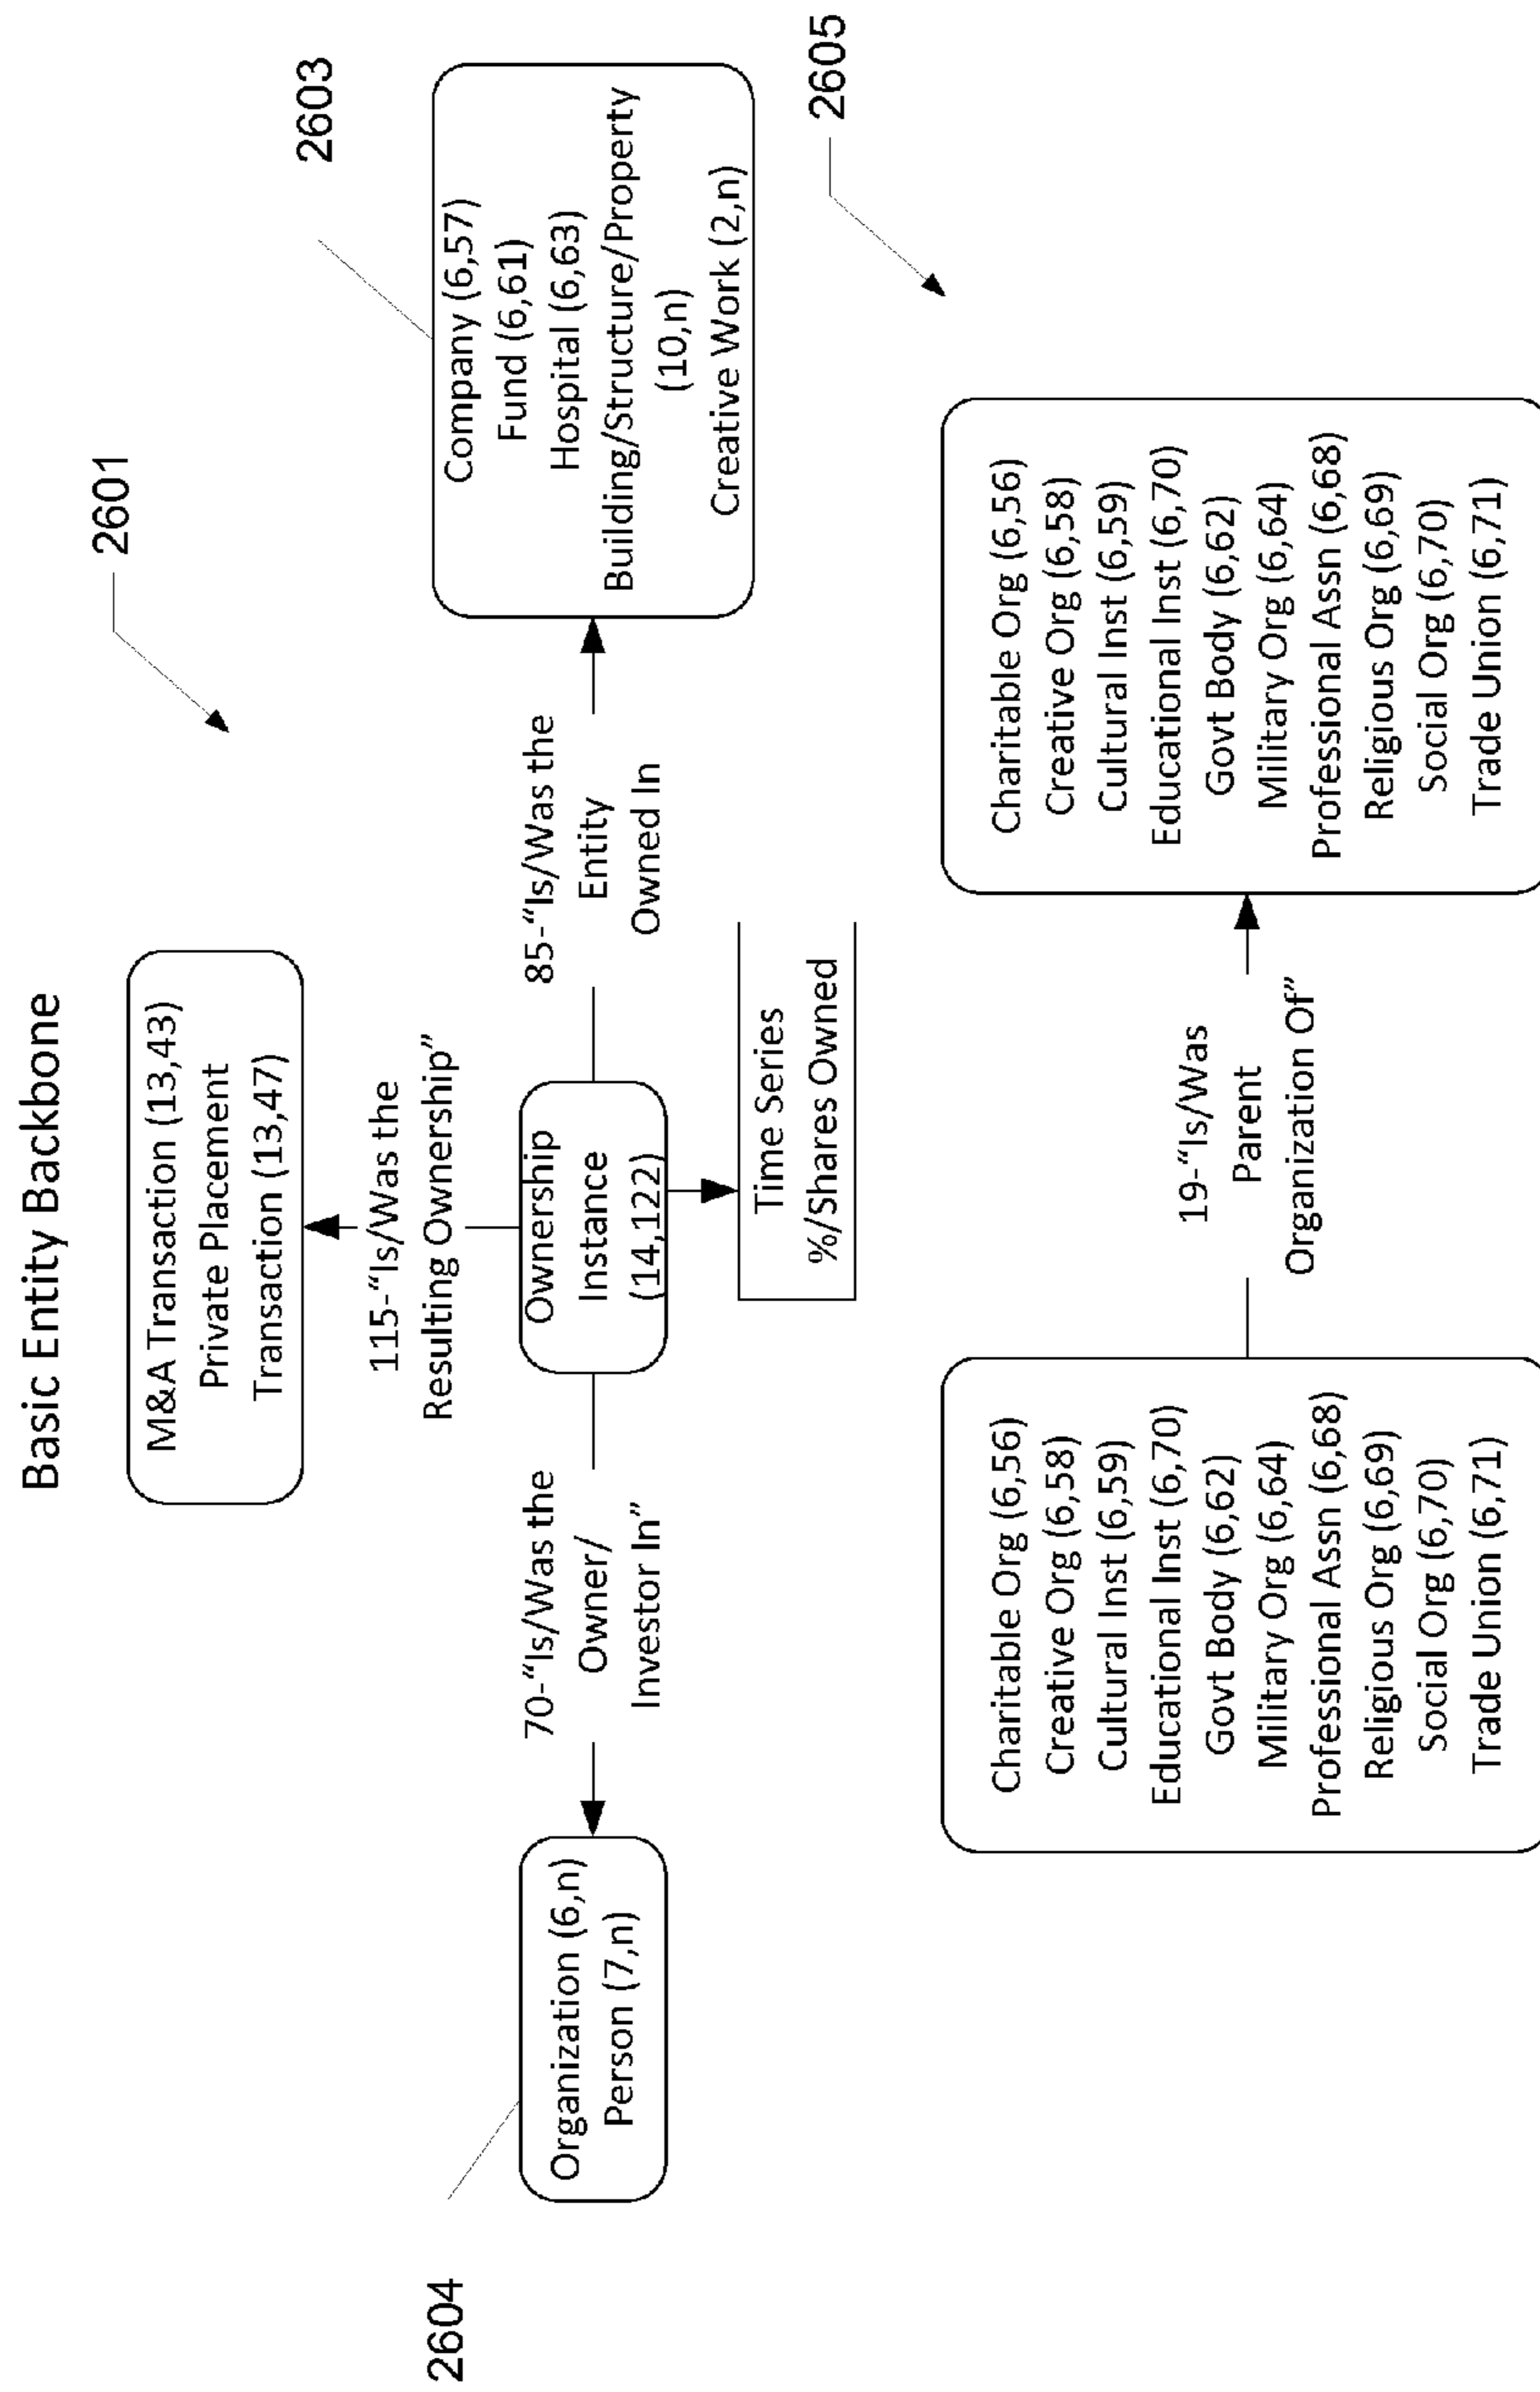 Basic Entity Backbone
2601
M&A Transaction (13,43)
Private Placement
Transaction (13,47)
115-“Is/Was the
Resulting Ownership”
2603
2604
Organization (6,n)
Person (7,n)
70-“Is/Was the
Owner/
Investor In”
Ownership
Instance
(14,122)
85-“Is/Was the
Entity
Owned In
Company (6,57)
Fund (6,61)
Hospital (6,63)
Building/Structure/Property
(10,n)
Creative Work (2,n)
Time Series
%/Shares Owned
2605
Charitable Org (6,56)
Creative Org (6,58)
Cultural Inst (6,59)
Educational Inst (6,70)
Govt Body (6,62)
Military Org (6,64)
Professional Assn (6,68)
Religious Org (6,69)
Social Org (6,70)
Trade Union (6,71)
19-“Is/Was
Parent
Organization Of”
Charitable Org (6,56)
Creative Org (6,58)
Cultural Inst (6,59)
Educational Inst (6,70)
Govt Body (6,62)
Military Org (6,64)
Professional Assn (6,68)
Religious Org (6,69)
Social Org (6,70)
Trade Union (6,71)